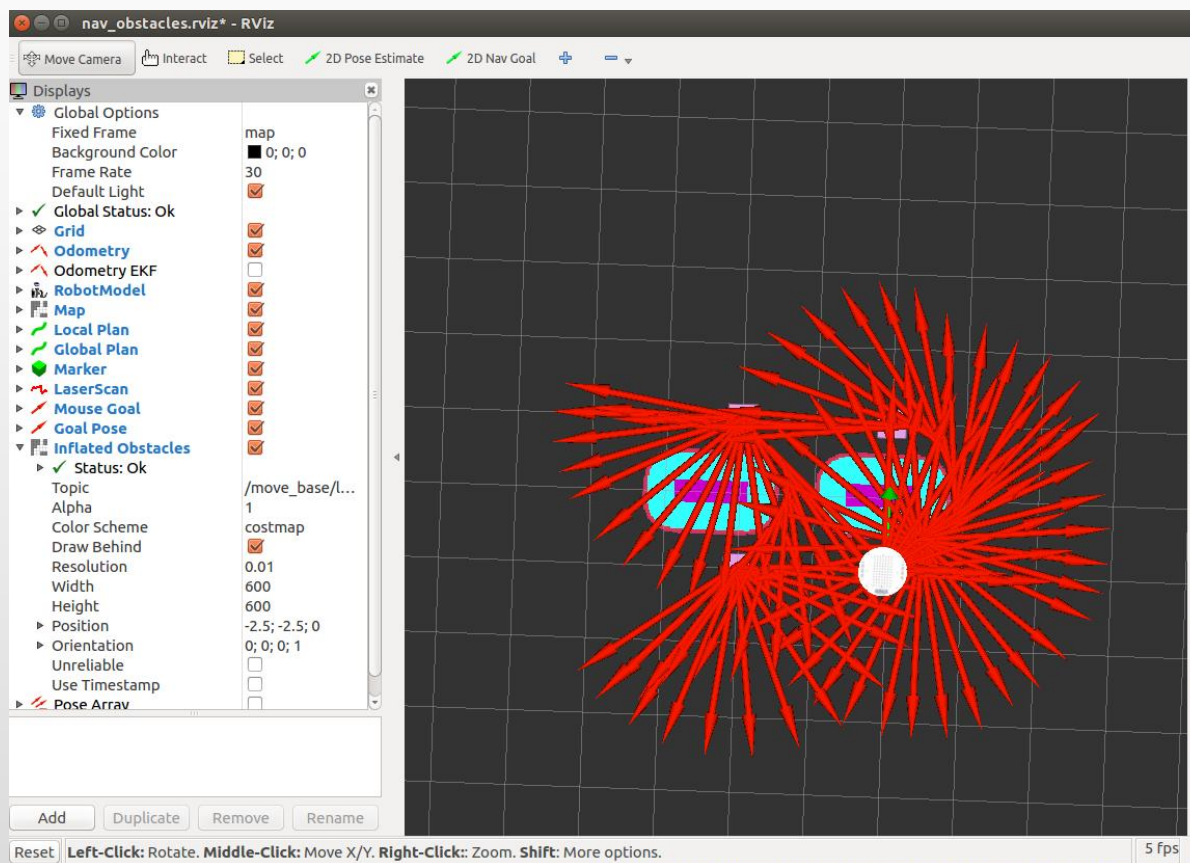 nav_obstacles.rviz* - RViz
Move Camera Interact Select 2D Pose Estimate 2D Nav Goal
Displays
Global Options
Fixed Frame map
Background Color 0; 0; 0
Frame Rate 30
Default Light
Global Status: Ok
Grid
Odometry
Odometry EKF
RobotModel
Map
Local Plan
Global Plan
Marker
LaserScan
Mouse Goal
Goal Pose
Inflated Obstacles
Status: Ok
Topic /move_base/l...
Alpha 1
Color Scheme costmap
Draw Behind
Resolution 0.01
Width 600
Height 600
Position -2.5; -2.5; 0
Orientation 0; 0; 0; 1
Unreliable
Use Timestamp
Pose Array
Add Duplicate Remove Rename
Reset Left-Click: Rotate. Middle-Click: Move X/Y. Right-Click:: Zoom. Shift: More options. 5 fps